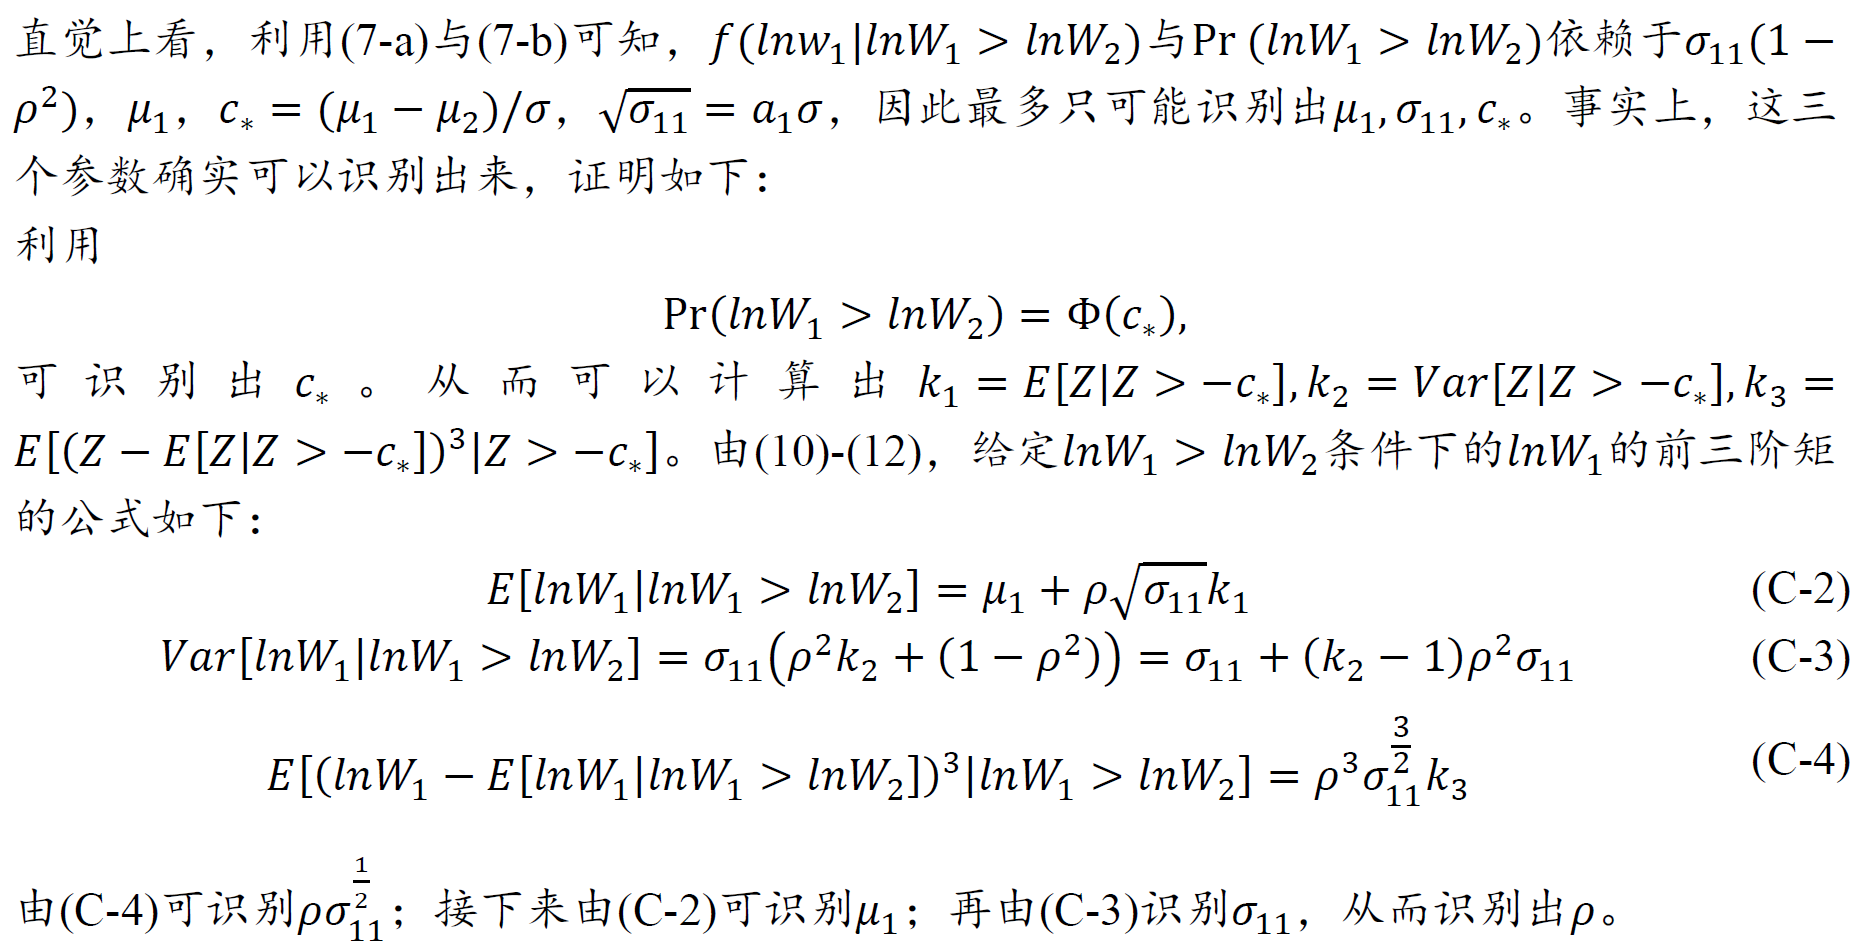 直觉上看，利用(7-a)与(7-b)可知，f(lnw₁|lnW₁ > lnW₂)与Pr (lnW₁ > lnW₂)依赖于σ₁₁(1 −
ρ²)，μ₁，c∗ = (μ₁ − μ₂)/σ，√σ₁₁ = a₁σ，因此最多只可能识别出μ₁, σ₁₁, c∗。事实上，这三
个参数确实可以识别出来，证明如下：
利用
Pr(lnW₁ > lnW₂) = Φ(c∗),
可识别出c∗。从而可以计算出k₁ = E[Z|Z > −c∗], k₂ = Var[Z|Z > −c∗], k₃ =
E[(Z − E[Z|Z > −c∗])³|Z > −c∗]。由(10)-(12)，给定lnW₁ > lnW₂条件下的lnW₁的前三阶矩
的公式如下：
E[lnW₁|lnW₁ > lnW₂] = μ₁ + ρ√σ₁₁k₁ (C-2)
Var[lnW₁|lnW₁ > lnW₂] = σ₁₁(ρ²k₂ + (1 − ρ²)) = σ₁₁ + (k₂ − 1)ρ²σ₁₁ (C-3)
E[(lnW₁ − E[lnW₁|lnW₁ > lnW₂])³|lnW₁ > lnW₂] = ρ³σ₁₁^(3/2)k₃ (C-4)
由(C-4)可识别ρσ₁₁^(1/2)；接下来由(C-2)可识别μ₁；再由(C-3)识别σ₁₁，从而识别出ρ。